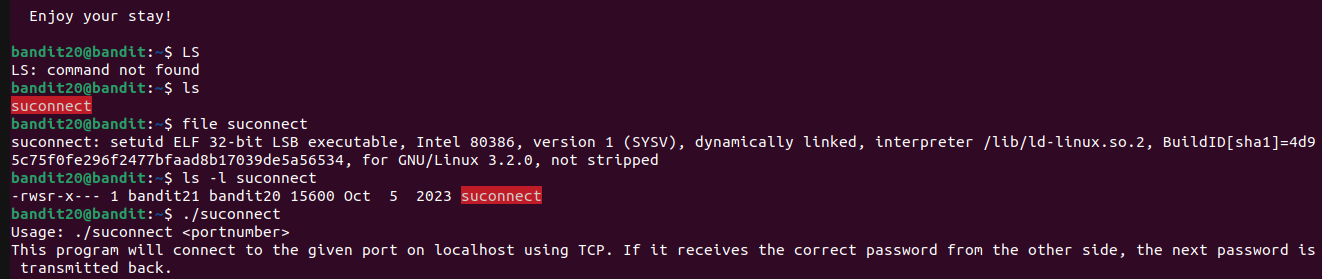 Enjoy your stay!
bandit20@bandit:~$ LS
LS: command not found
bandit20@bandit:~$ ls
suconnect
bandit20@bandit:~$ file suconnect
suconnect: setuid ELF 32-bit LSB executable, Intel 80386, version 1 (SYSV), dynamically linked, interpreter /lib/ld-linux.so.2, BuildID[sha1]=4d9
5c75f0fe296f2477bfaad8b17039de5a56534, for GNU/Linux 3.2.0, not stripped
bandit20@bandit:~$ ls -l suconnect
-rwsr-x--- 1 bandit21 bandit20 15600 Oct  5  2023 suconnect
bandit20@bandit:~$ ./suconnect
Usage: ./suconnect <portnumber>
This program will connect to the given port on localhost using TCP. If it receives the correct password from the other side, the next password is
 transmitted back.